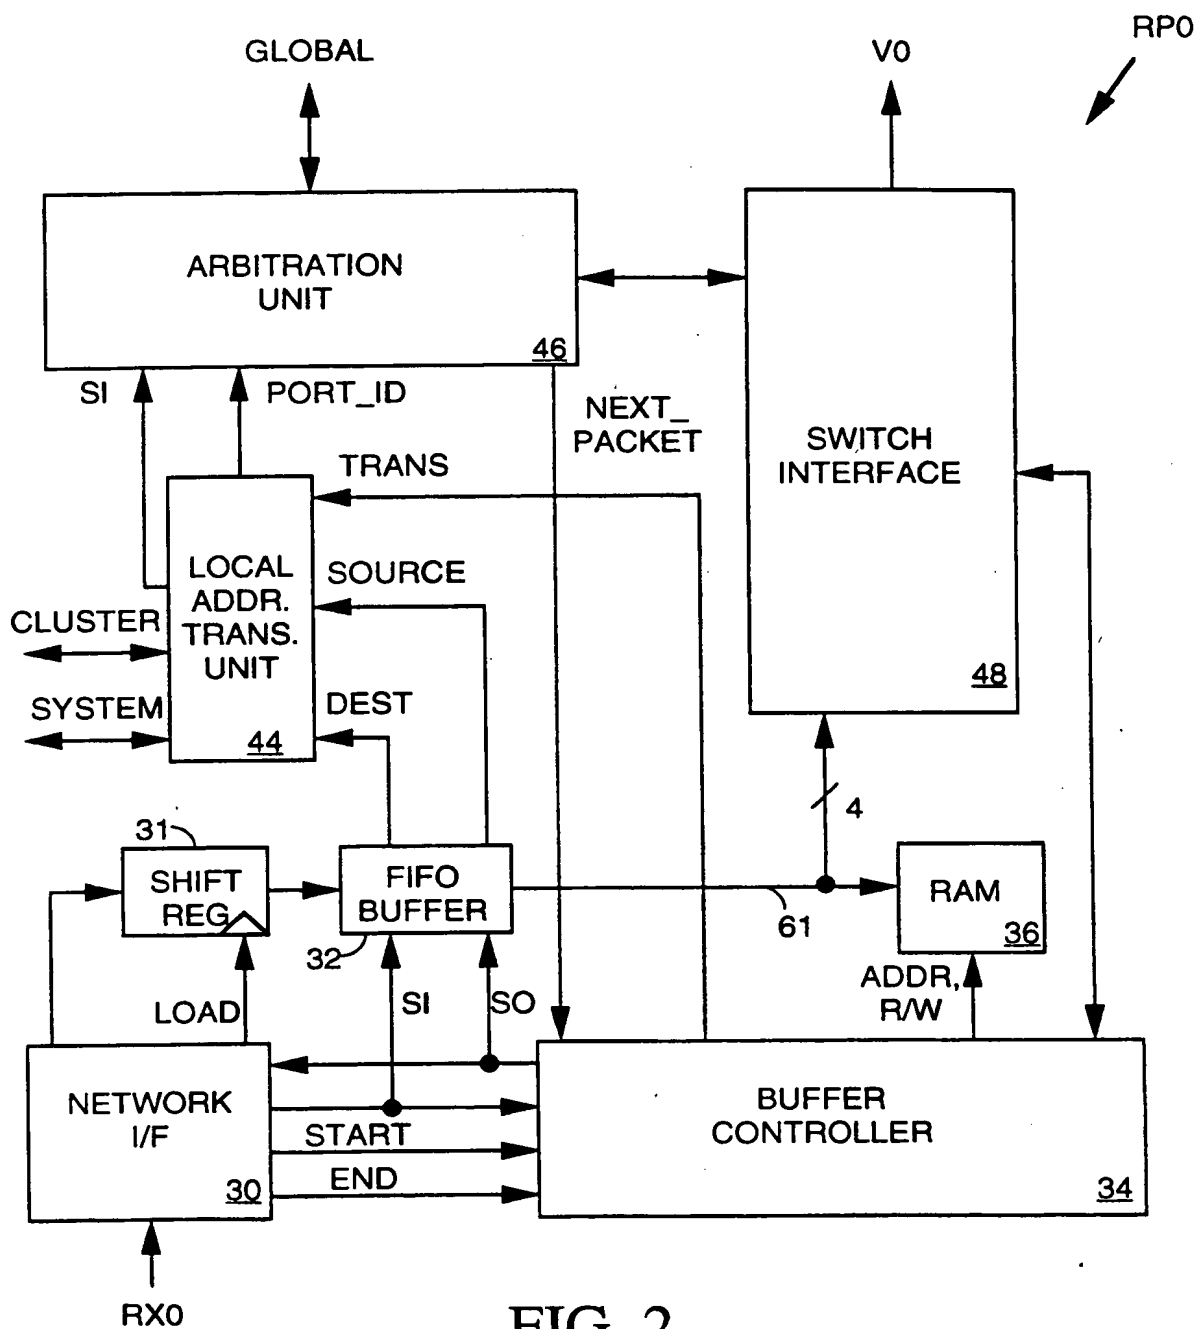 RP0
GLOBAL
V0
ARBITRATION
UNIT
46
SI
PORT_ID
NEXT_
PACKET
SWITCH
INTERFACE
48
TRANS
LOCAL
ADDR.
TRANS.
UNIT
44
SOURCE
CLUSTER
SYSTEM
DEST
4
31
SHIFT
REG
FIFO
BUFFER
32
61
RAM
36
ADDR,
R/W
LOAD
SI
SO
NETWORK
I/F
30
START
END
BUFFER
CONTROLLER
34
RX0
FIG. 2